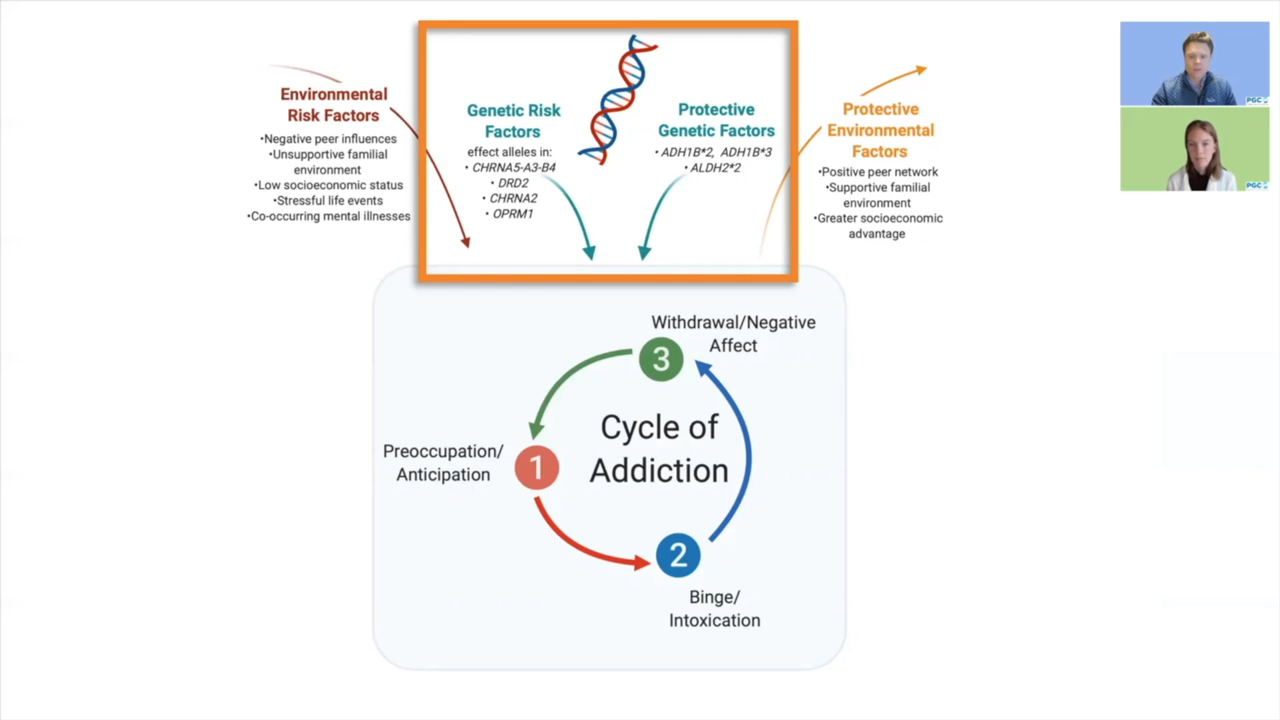 Environmental
Risk Factors
•Negative peer influences
•Unsupportive familial
environment
•Low socioeconomic status
•Stressful life events
•Co-occurring mental illnesses
Genetic Risk
Factors
effect alleles in:
• CHRNA5-A3-B4
• DRD2
• CHRNA2
• OPRM1
Protective
Genetic Factors
• ADH1B*2, ADH1B*3
• ALDH2*2
Protective
Environmental
Factors
•Positive peer network
•Supportive familial
environment
•Greater socioeconomic
advantage
PGC
PGC
Withdrawal/Negative
Affect
3
Cycle of
Addiction
Preoccupation/
Anticipation
1
2
Binge/
Intoxication